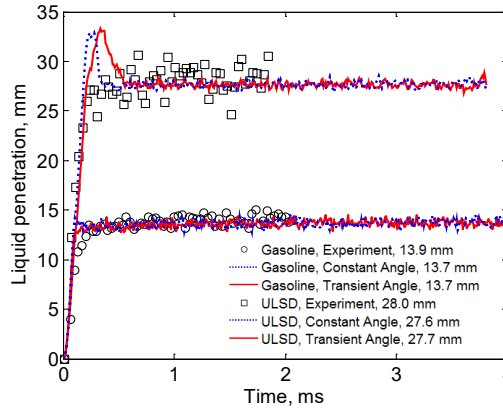 35
30
25
20
15
10
5
0
Liquid penetration, mm
Gasoline, Experiment, 13.9 mm
Gasoline, Constant Angle, 13.7 mm
Gasoline, Transient Angle, 13.7 mm
ULSD, Experiment, 28.0 mm
ULSD, Constant Angle, 27.6 mm
ULSD, Transient Angle, 27.7 mm
0 1 2 3
Time, ms